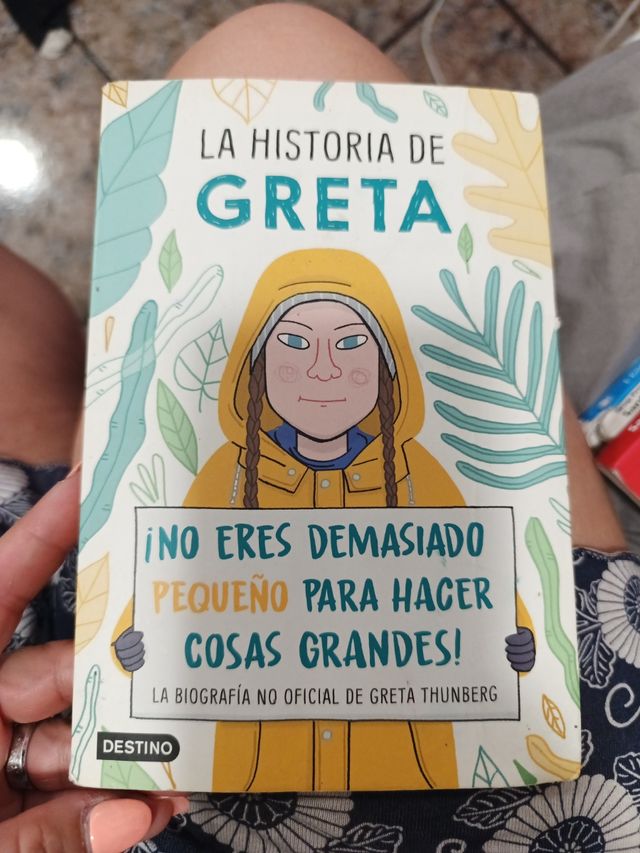 LA HISTORIA DE
GRETA
¡NO ERES DEMASIADO
PEQUEÑO PARA HACER
COSAS GRANDES!
LA BIOGRAFÍA NO OFICIAL DE GRETA THUNBERG
DESTINO